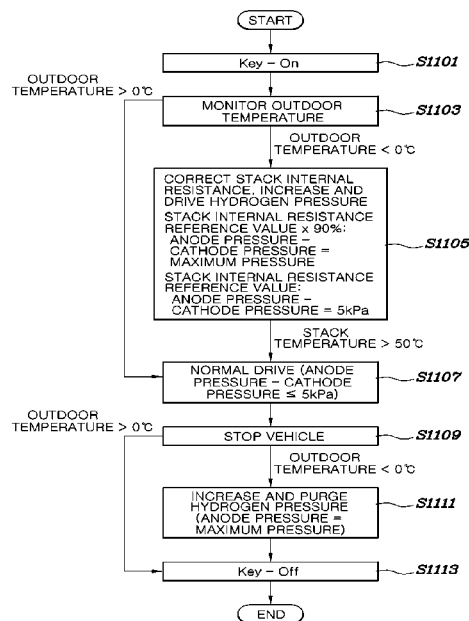 START
Key - On
S1101
OUTDOOR
TEMPERATURE > 0℃
MONITOR OUTDOOR
TEMPERATURE
S1103
OUTDOOR
TEMPERATURE < 0℃
CORRECT STACK INTERNAL
RESISTANCE, INCREASE AND
DRIVE HYDROGEN PRESSURE
STACK INTERNAL RESISTANCE
REFERENCE VALUE x 90%:
ANODE PRESSURE -
CATHODE PRESSURE =
MAXIMUM PRESSURE
STACK INTERNAL RESISTANCE
REFERENCE VALUE:
ANODE PRESSURE -
CATHODE PRESSURE = 5kPa
S1105
STACK
TEMPERATURE > 50℃
NORMAL DRIVE (ANODE
PRESSURE - CATHODE
PRESSURE ≤ 5kPa)
S1107
OUTDOOR
TEMPERATURE > 0℃
STOP VEHICLE
S1109
OUTDOOR
TEMPERATURE < 0℃
INCREASE AND PURGE
HYDROGEN PRESSURE
(ANODE PRESSURE =
MAXIMUM PRESSURE)
S1111
Key - Off
S1113
END